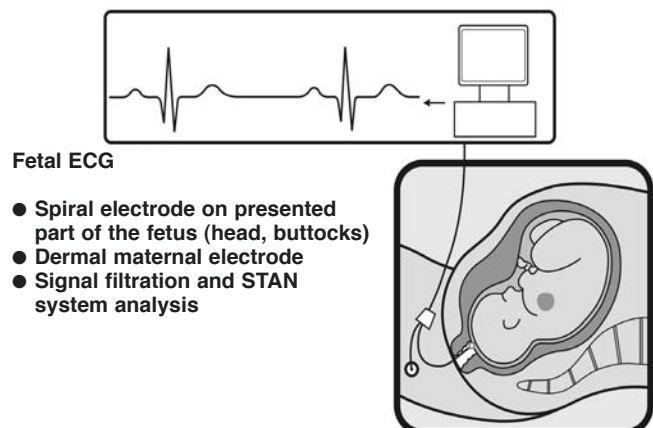 Fetal ECG
● Spiral electrode on presented
part of the fetus (head, buttocks)
● Dermal maternal electrode
● Signal filtration and STAN
system analysis